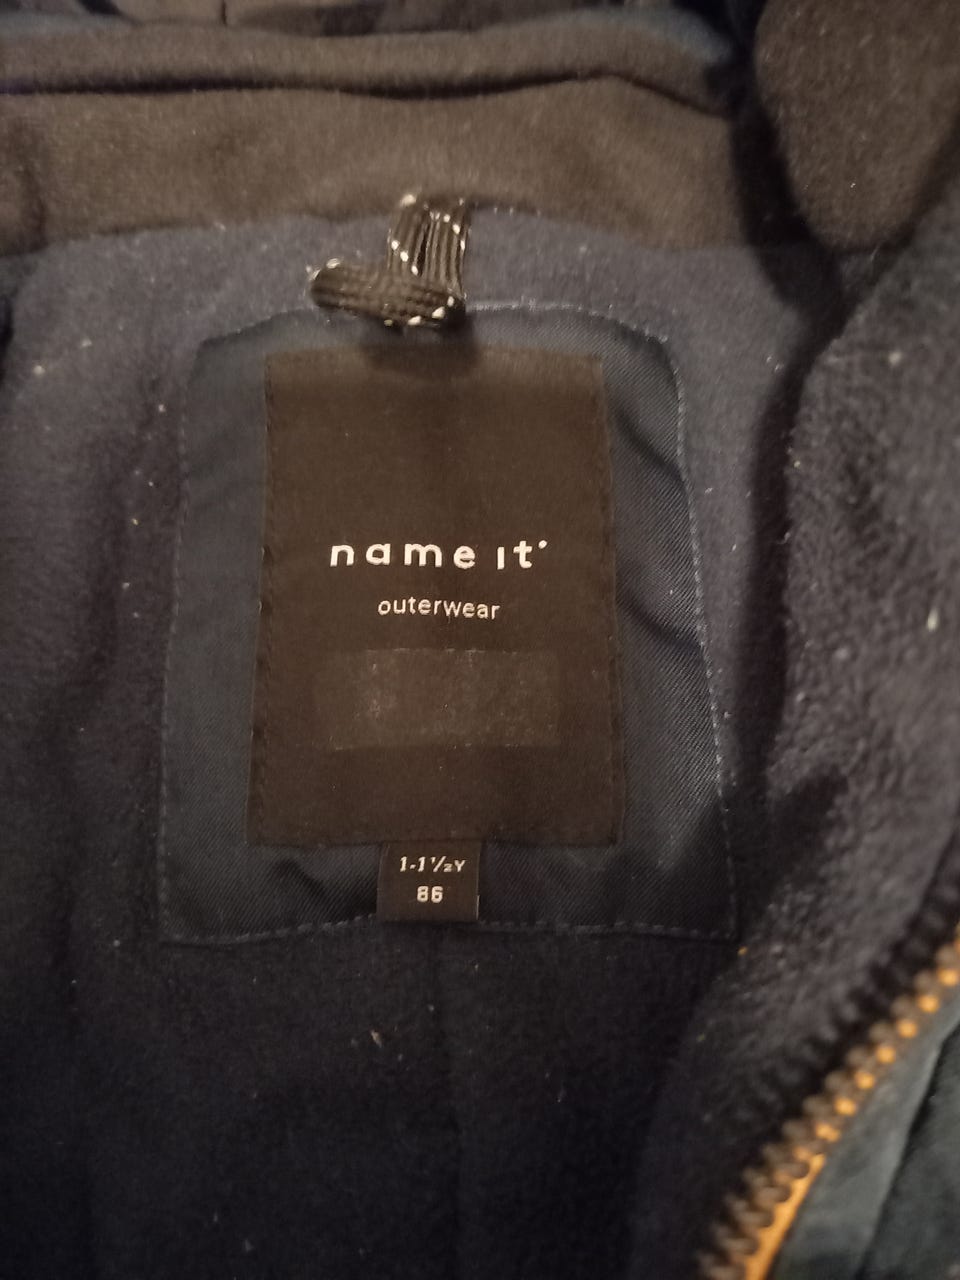 name it
outerwear
1-1½Y
86